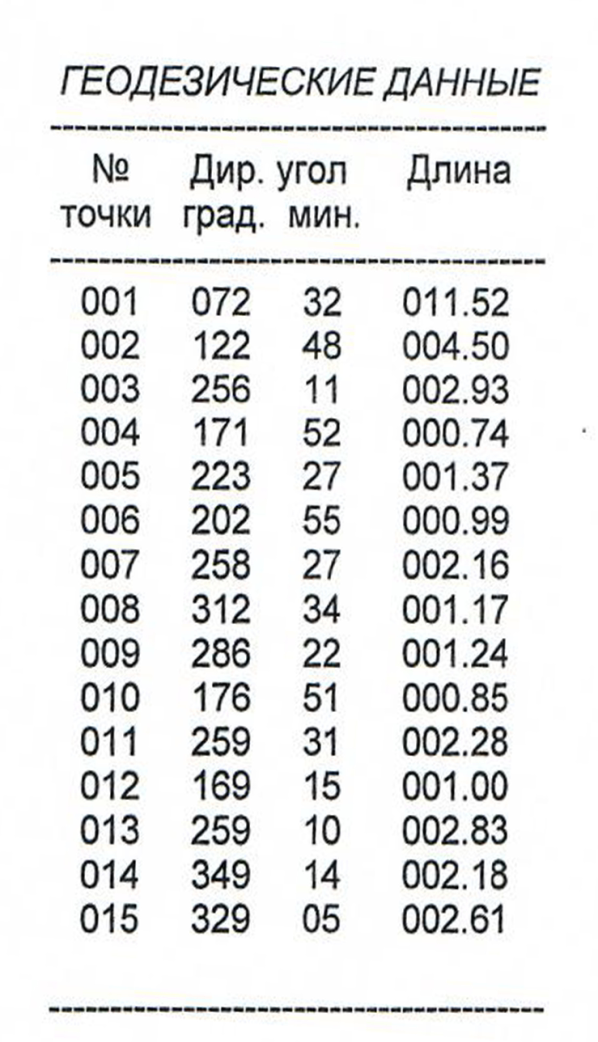 ГЕОДЕЗИЧЕСКИЕ ДАННЫЕ
№ Дир. угол Длина
точки град. мин.
001 072 32 011.52
002 122 48 004.50
003 256 11 002.93
004 171 52 000.74
005 223 27 001.37
006 202 55 000.99
007 258 27 002.16
008 312 34 001.17
009 286 22 001.24
010 176 51 000.85
011 259 31 002.28
012 169 15 001.00
013 259 10 002.83
014 349 14 002.18
015 329 05 002.61